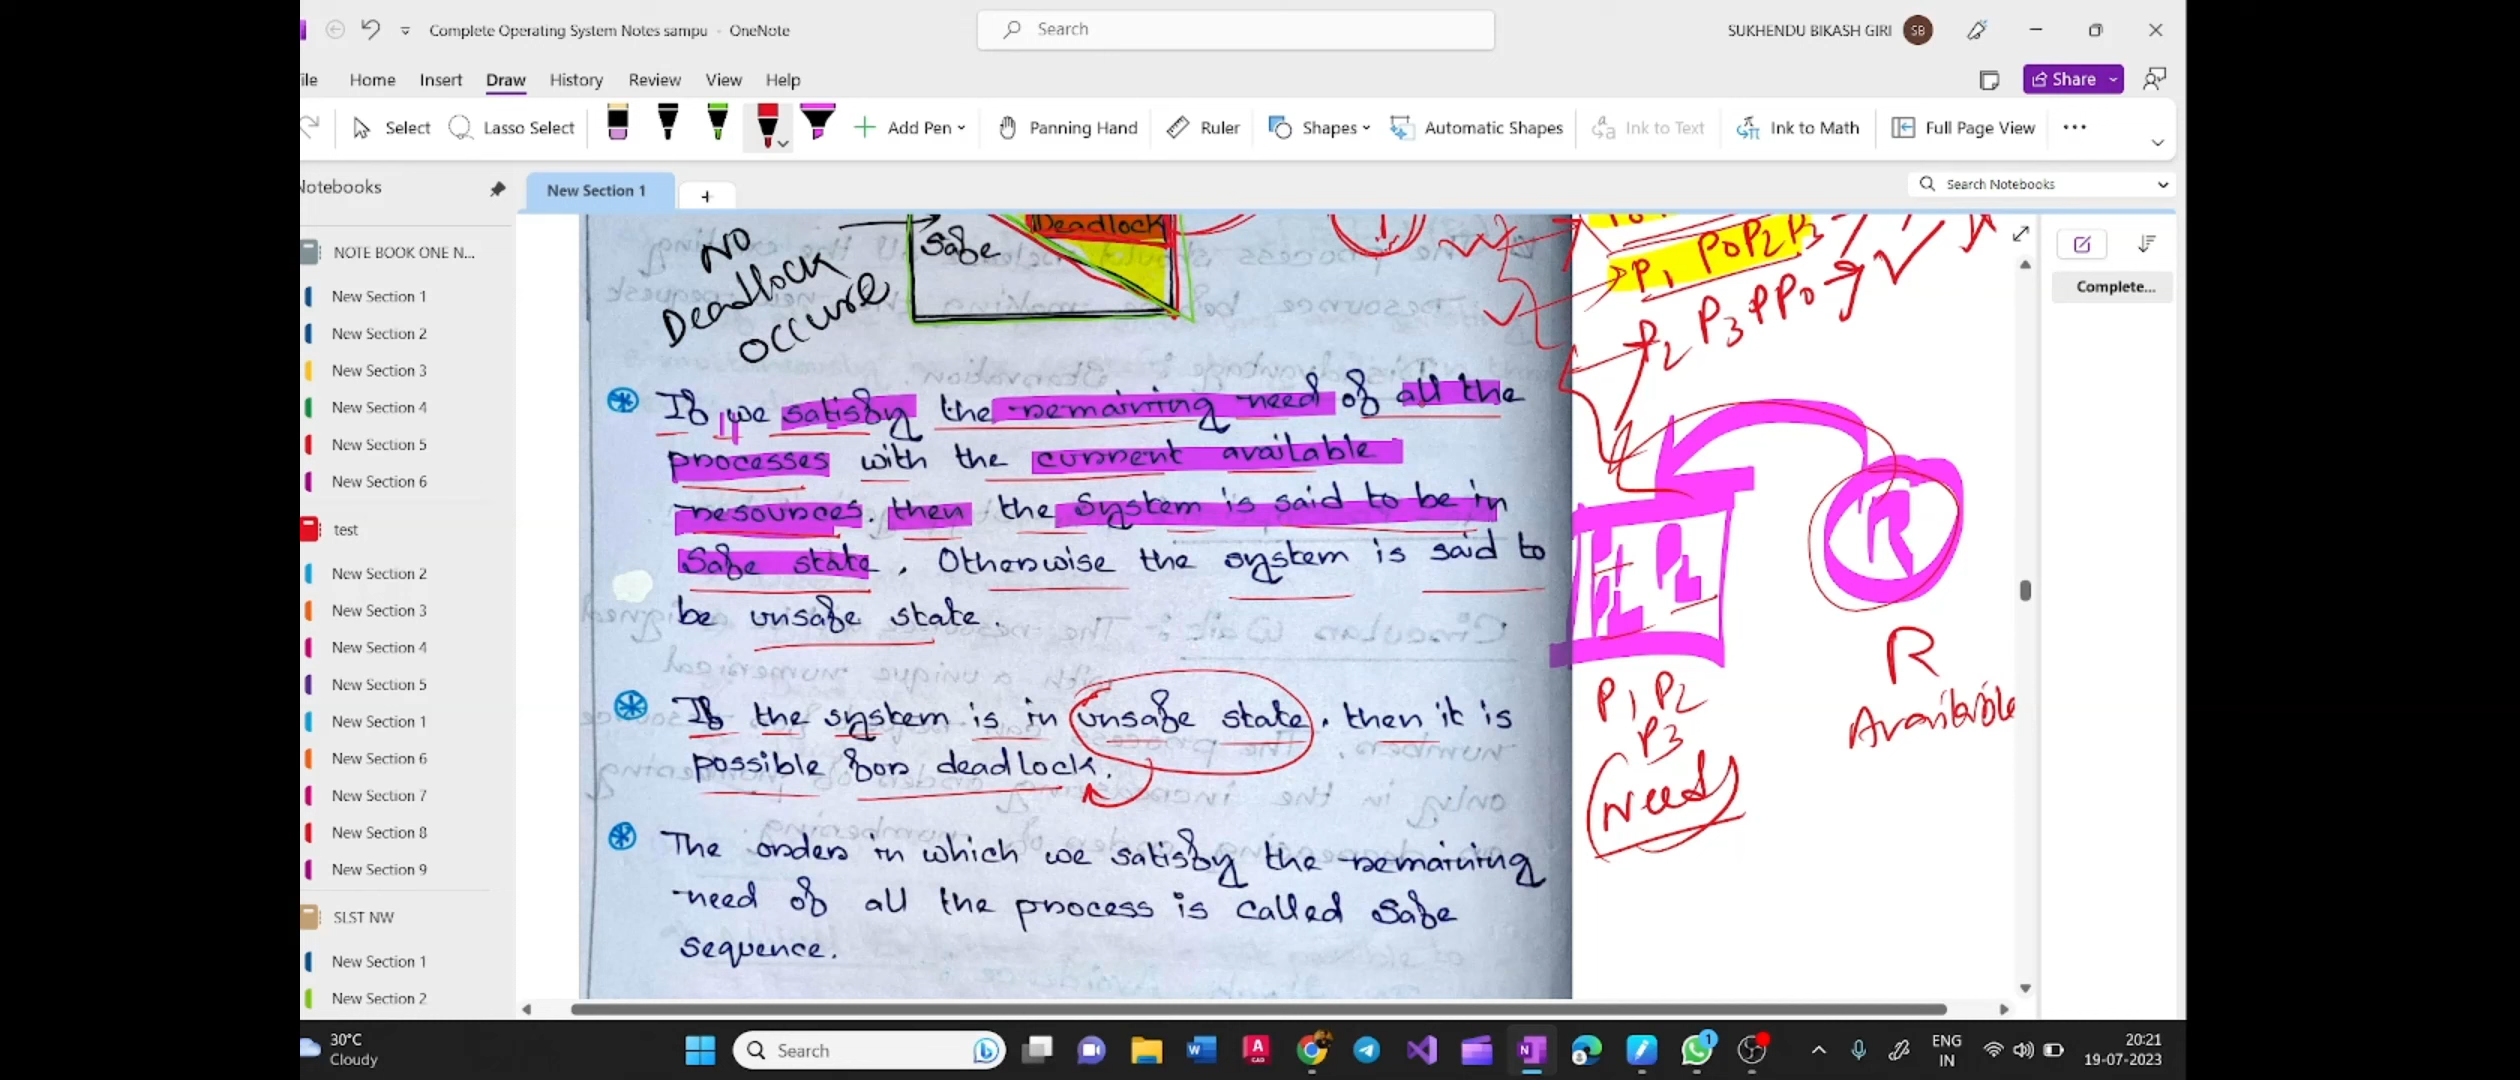 Complete Operating System Notes sampu - OneNote
Search
SUKHENDU BIKASH GIRI
SB
ile Home Insert Draw History Review View Help
Share
Select Lasso Select Add Pen Panning Hand Ruler Shapes Automatic Shapes Ink to Text Ink to Math Full Page View
Notebooks
New Section 1
+
Search Notebooks
NOTE BOOK ONE N...
New Section 1
New Section 2
New Section 3
New Section 4
New Section 5
New Section 6
test
New Section 2
New Section 3
New Section 4
New Section 5
New Section 1
New Section 6
New Section 7
New Section 8
New Section 9
SLST NW
New Section 1
New Section 2
Complete...
Deadlock
Safe
NO
Deadlock
occure
P1 P0 P2 P3
P2 P3 P P0
If we satisfy the remaining need of all the
processes with the current available
resources. then the system is said to be in
Safe state. Otherwise the system is said to
be unsafe state.
If the system is in unsafe state. then it is
possible for deadlock.
The order in which we satisfy the remaining
need of all the process is called Safe
sequence.
R
P1 P2
P3
Need
R
Available
30°C
Cloudy
Search
ENG
IN
20:21
19-07-2023